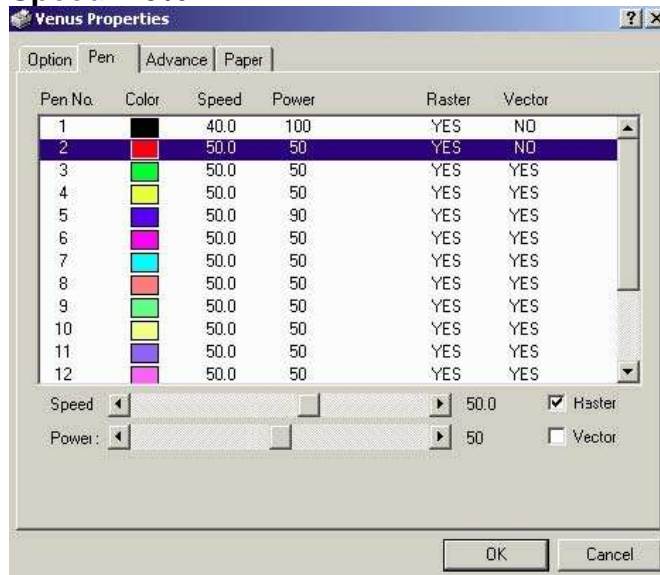 Venus Properties
Option Pen Advance Paper
Pen No. Color Speed Power Raster Vector
1 40.0 100 YES NO
2 50.0 50 YES NO
3 50.0 50 YES YES
4 50.0 50 YES YES
5 50.0 90 YES YES
6 50.0 50 YES YES
7 50.0 50 YES YES
8 50.0 50 YES YES
9 50.0 50 YES YES
10 50.0 50 YES YES
11 50.0 50 YES YES
12 50.0 50 YES YES
Speed 50.0 Raster
Power: 50 Vector
OK Cancel